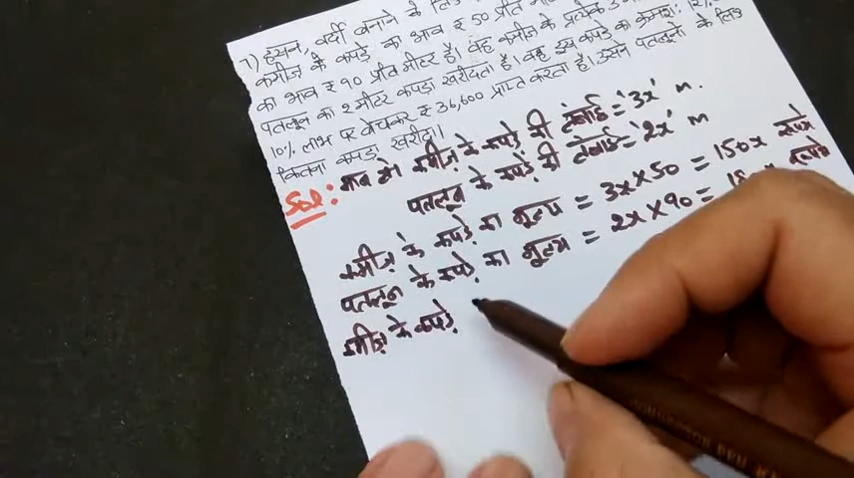 7) हसन, वर्दी बनाने के लिए
कमीज़ के कपड़े का भाव ₹ 50 प्रति
का भाव ₹ 90 प्रति मीटर है। वह कमीज़ के प्रत्येक 3
पतलून का 2 मीटर कपड़ा खरीदता है। वह इस कपड़े को क्रमशः 12%
10% लाभ पर बेचकर ₹ 36,600 प्राप्त करता है। उसने पतलूनों के लिए
कितना कपड़ा खरीदा।
Sol: माना कि कमीज़ के कपड़े की लंबाई = '3x' m.
पतलून के कपड़े की लंबाई = '2x' m
कमीज़ के कपड़े का मूल्य = 3x×50 = 150x रुपये
पतलून के कपड़े का मूल्य = 2x×90 = रुपये
कमीज़ के कपड़े